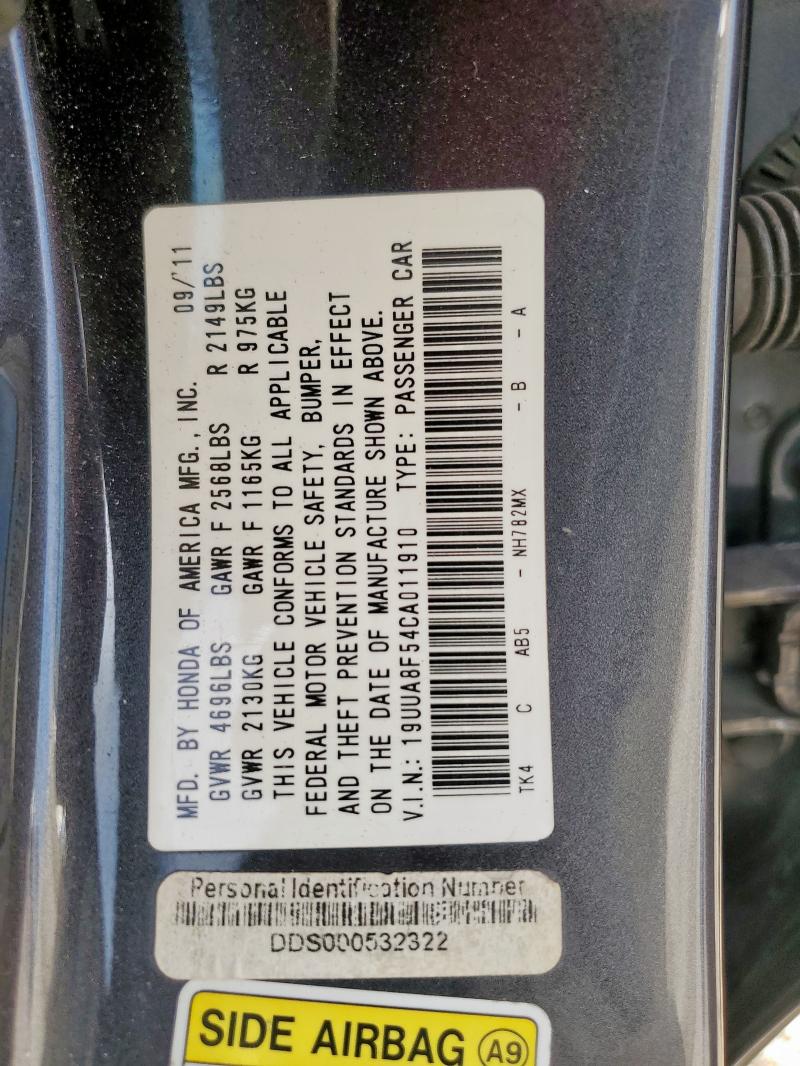 MFD. BY HONDA OF AMERICA MFG., INC. 09/'11
GVWR 4696LBS GAWR F 2568LBS R 2149LBS
GVWR 2130KG GAWR F 1165KG R 975KG
THIS VEHICLE CONFORMS TO ALL APPLICABLE
FEDERAL MOTOR VEHICLE SAFETY, BUMPER,
AND THEFT PREVENTION STANDARDS IN EFFECT
ON THE DATE OF MANUFACTURE SHOWN ABOVE.
V.I.N.: 19UUA8F54CA011910 TYPE: PASSENGER CAR
TK4 C AB5 - NH782MX - B - A
Personal Identification Number
DDS000532322
SIDE AIRBAG A9